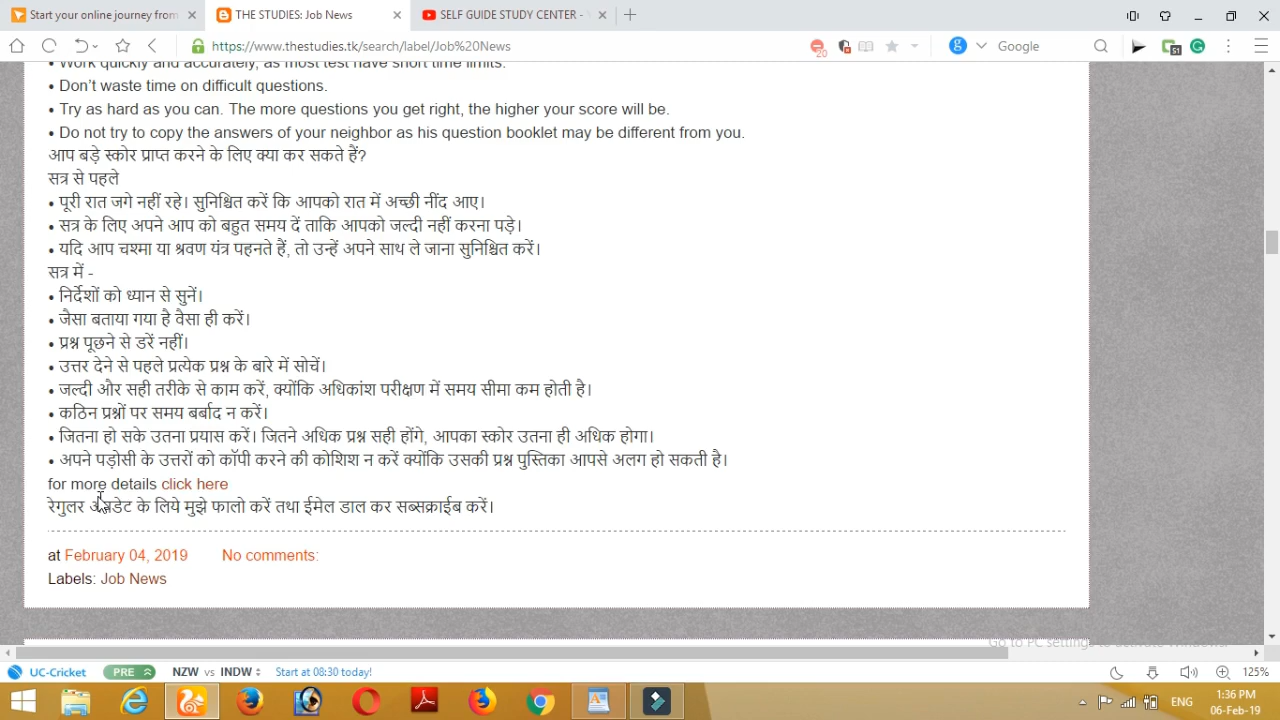 Start your online journey from
THE STUDIES: Job News
SELF GUIDE STUDY CENTER -
https://www.thestudies.tk/search/label/Job%20News
20
Google
51
• Work quickly and accurately, as most test have short time limits.
• Don't waste time on difficult questions.
• Try as hard as you can. The more questions you get right, the higher your score will be.
• Do not try to copy the answers of your neighbor as his question booklet may be different from you.
आप बड़े स्कोर प्राप्त करने के लिए क्या कर सकते हैं?
सत्र से पहले
• पूरी रात जगे नहीं रहे। सुनिश्चित करें कि आपको रात में अच्छी नींद आए।
• सत्र के लिए अपने आप को बहुत समय दें ताकि आपको जल्दी नहीं करना पड़े।
• यदि आप चश्मा या श्रवण यंत्र पहनते हैं, तो उन्हें अपने साथ ले जाना सुनिश्चित करें।
सत्र में -
• निर्देशों को ध्यान से सुनें।
• जैसा बताया गया है वैसा ही करें।
• प्रश्न पूछने से डरें नहीं।
• उत्तर देने से पहले प्रत्येक प्रश्न के बारे में सोचें।
• जल्दी और सही तरीके से काम करें, क्योंकि अधिकांश परीक्षण में समय सीमा कम होती है।
• कठिन प्रश्नों पर समय बर्बाद न करें।
• जितना हो सके उतना प्रयास करें। जितने अधिक प्रश्न सही होंगे, आपका स्कोर उतना ही अधिक होगा।
• अपने पड़ोसी के उत्तरों को कॉपी करने की कोशिश न करें क्योंकि उसकी प्रश्न पुस्तिका आपसे अलग हो सकती है।
for more details click here
रेगुलर के लिये मुझे फालो करें तथा ईमेल डाल कर सब्सक्राईब करें।
at February 04, 2019 No comments:
Labels: Job News
Go to PC settings to activate Windows.
UC-Cricket PRE NZW vs INDW Start at 08:30 today! 125%
ENG
1:36 PM
06-Feb-19